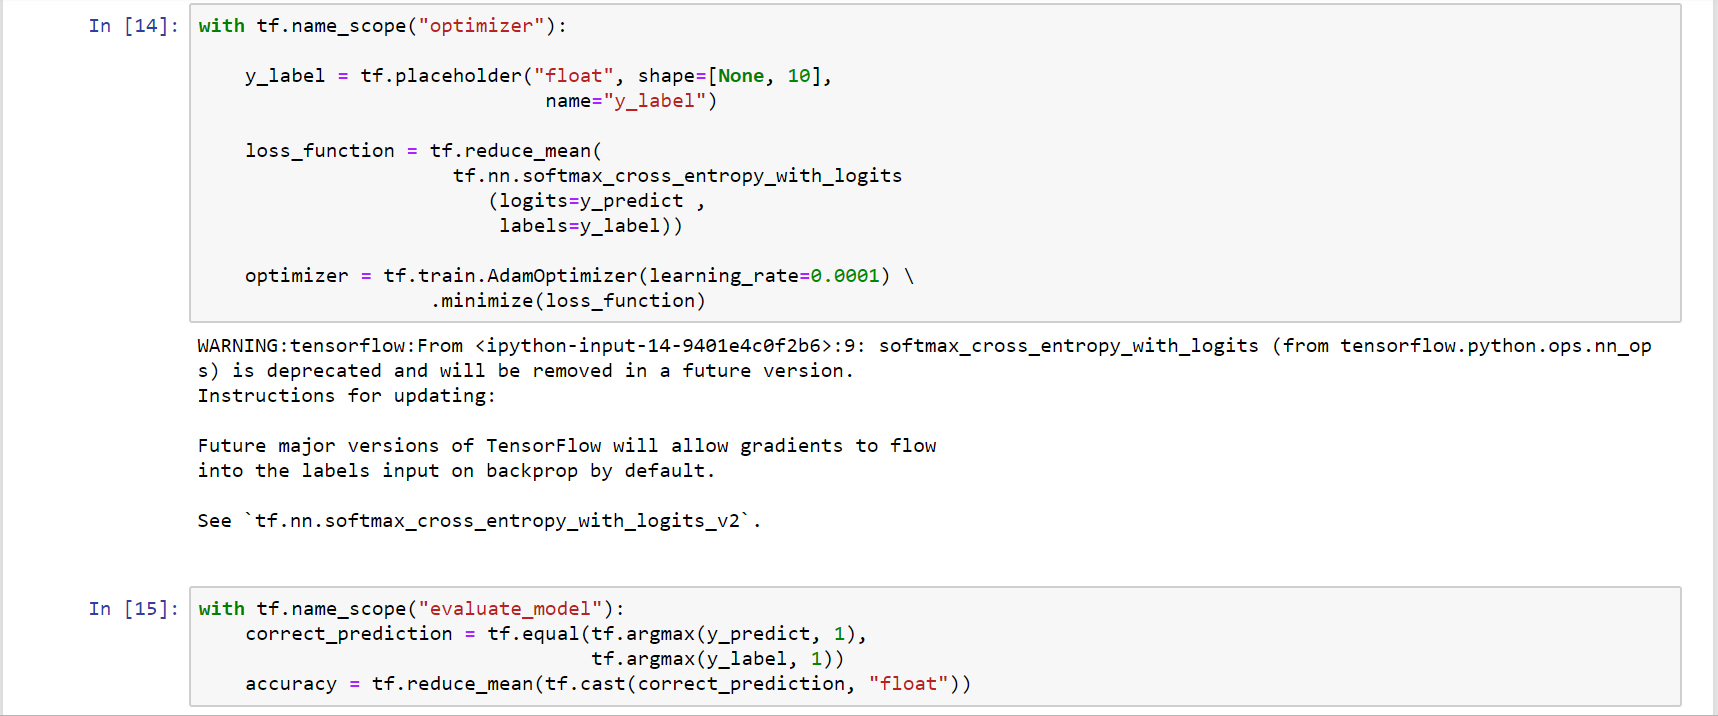 In [14]: with tf.name_scope("optimizer"):
y_label = tf.placeholder("float", shape=[None, 10],
name="y_label")
loss_function = tf.reduce_mean(
tf.nn.softmax_cross_entropy_with_logits
(logits=y_predict ,
labels=y_label))
optimizer = tf.train.AdamOptimizer(learning_rate=0.0001) \
.minimize(loss_function)
WARNING:tensorflow:From <ipython-input-14-9401e4c0f2b6>:9: softmax_cross_entropy_with_logits (from tensorflow.python.ops.nn_op
s) is deprecated and will be removed in a future version.
Instructions for updating:
Future major versions of TensorFlow will allow gradients to flow
into the labels input on backprop by default.
See `tf.nn.softmax_cross_entropy_with_logits_v2`.
In [15]: with tf.name_scope("evaluate_model"):
correct_prediction = tf.equal(tf.argmax(y_predict, 1),
tf.argmax(y_label, 1))
accuracy = tf.reduce_mean(tf.cast(correct_prediction, "float"))